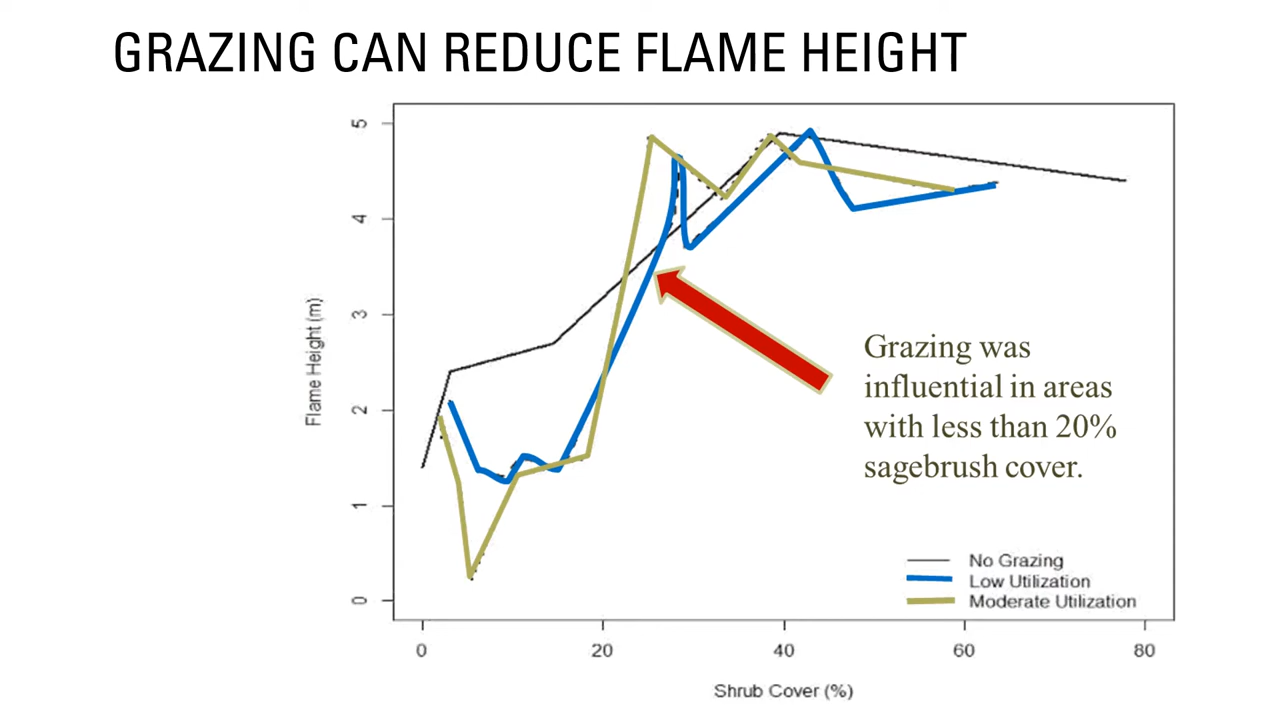 GRAZING CAN REDUCE FLAME HEIGHT
5
4
3
2
1
0
Flame Height (m)
Grazing was
influential in areas
with less than 20%
sagebrush cover.
No Grazing
Low Utilization
Moderate Utilization
0 20 40 60 80
Shrub Cover (%)